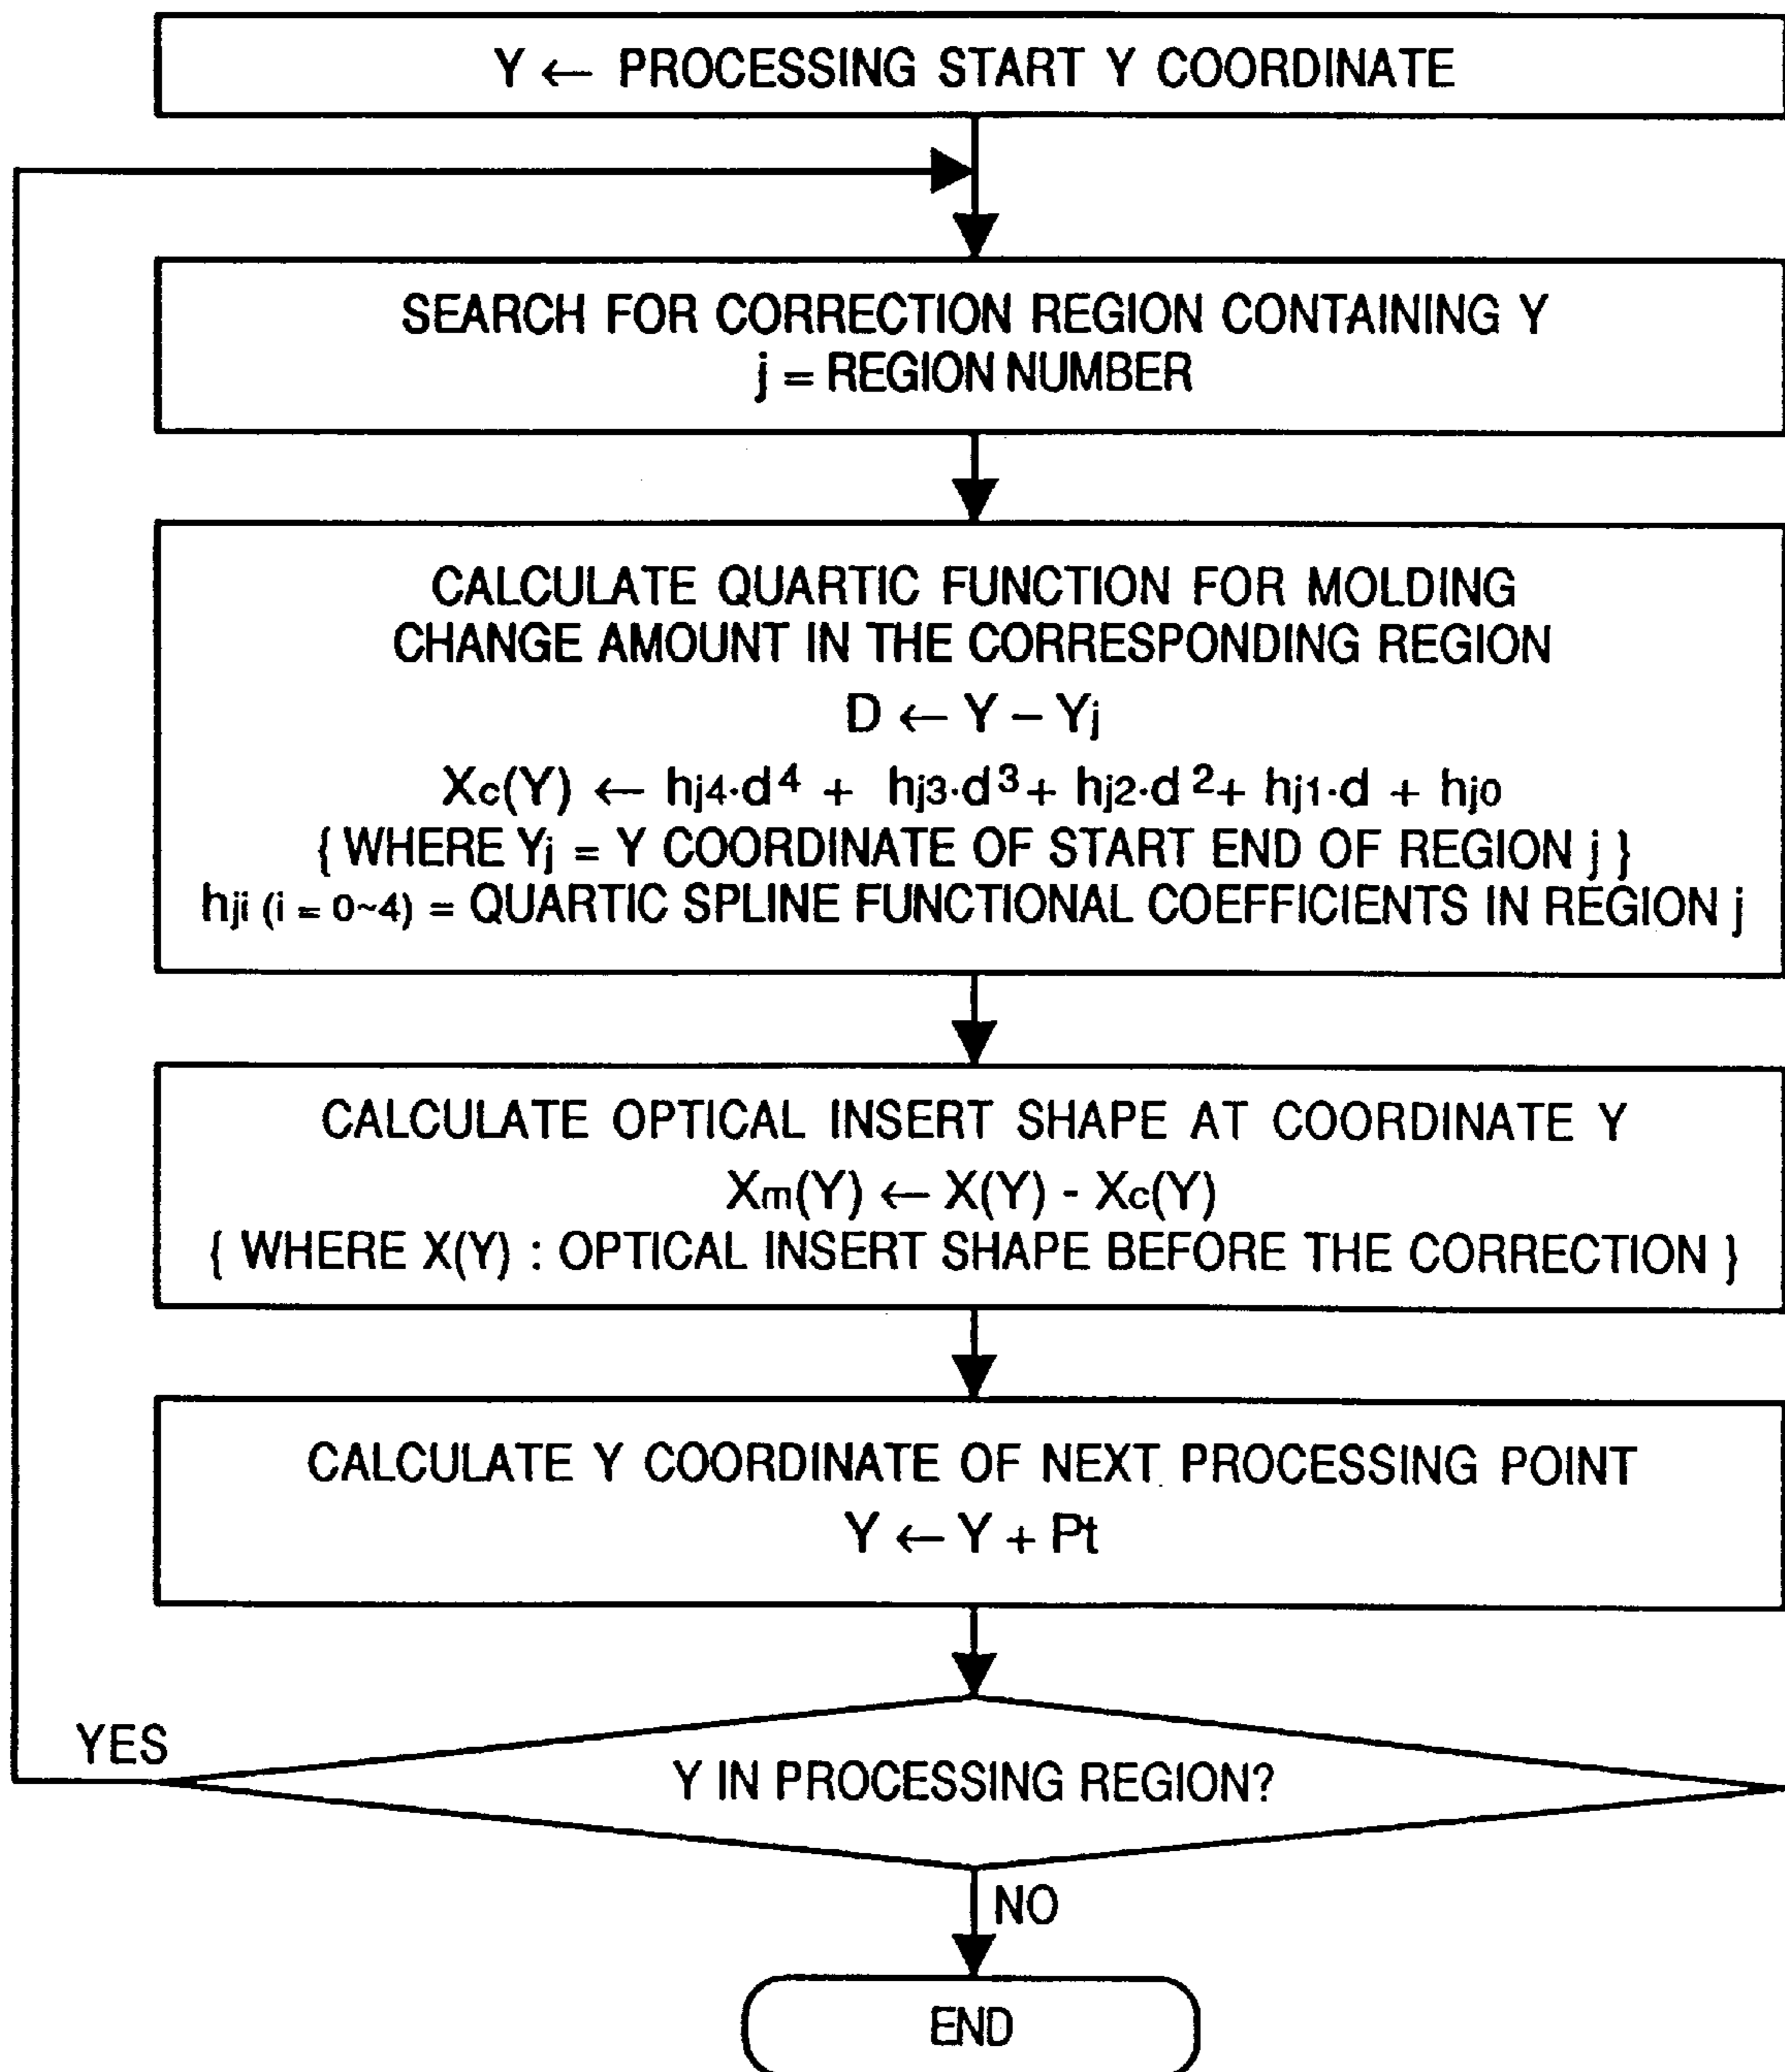 Y ← PROCESSING START Y COORDINATE
SEARCH FOR CORRECTION REGION CONTAINING Y
j = REGION NUMBER
CALCULATE QUARTIC FUNCTION FOR MOLDING
CHANGE AMOUNT IN THE CORRESPONDING REGION
D ← Y – Yj
Xc(Y) ← hj4·d⁴ + hj3·d³ + hj2·d² + hj1·d + hj0
{ WHERE Yj = Y COORDINATE OF START END OF REGION j }
hji (i = 0~4) = QUARTIC SPLINE FUNCTIONAL COEFFICIENTS IN REGION j
CALCULATE OPTICAL INSERT SHAPE AT COORDINATE Y
Xm(Y) ← X(Y) - Xc(Y)
{ WHERE X(Y) : OPTICAL INSERT SHAPE BEFORE THE CORRECTION }
CALCULATE Y COORDINATE OF NEXT PROCESSING POINT
Y ← Y + Pt
YES
Y IN PROCESSING REGION?
NO
END